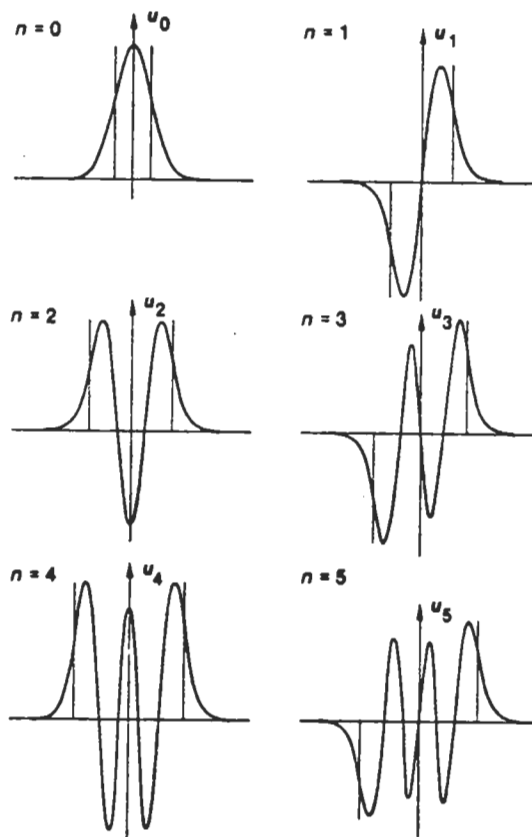 n = 0
u0
n = 1
u1
n = 2
u2
n = 3
u3
n = 4
u4
n = 5
u5